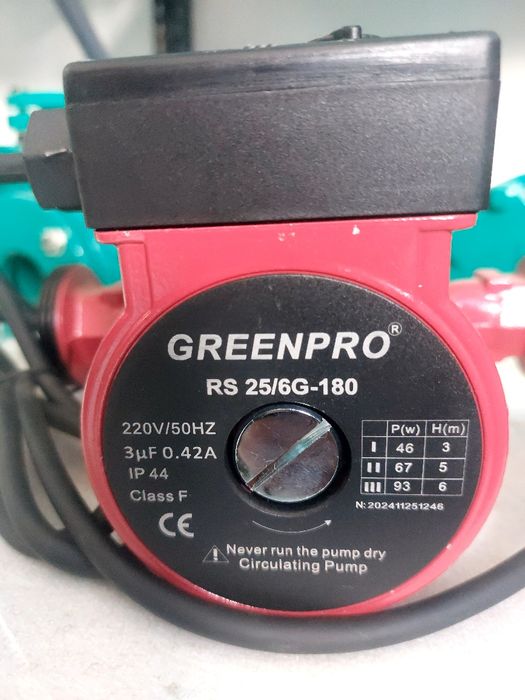 GREENPRO®
RS 25/6G-180
220V/50HZ
3µF 0.42A
IP 44
Class F
CE
P(w) H(m)
I 46 3
II 67 5
III 93 6
N: 202411251246
Never run the pump dry
Circulating Pump